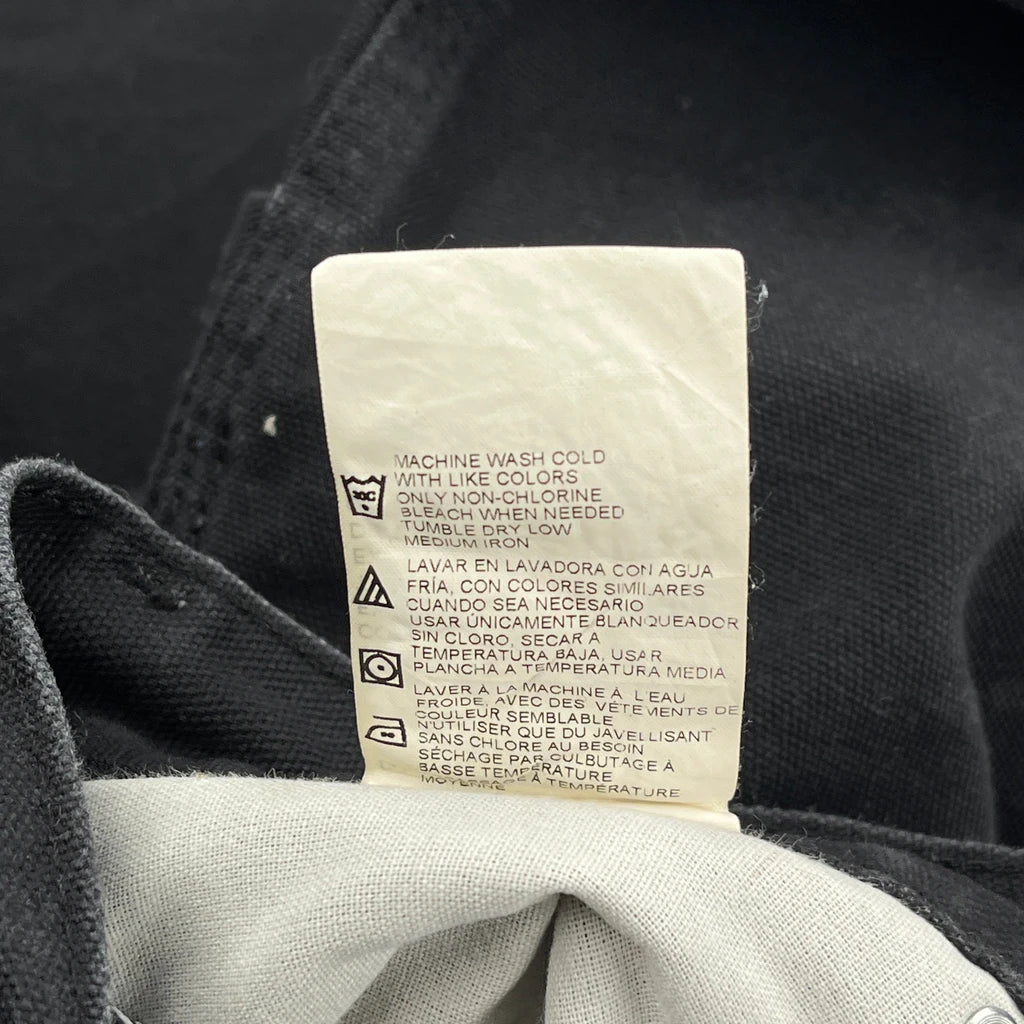 MACHINE WASH COLD
WITH LIKE COLORS
ONLY NON-CHLORINE
BLEACH WHEN NEEDED
TUMBLE DRY LOW
MEDIUM IRON
LAVAR EN LAVADORA CON AGUA
FRÍA, CON COLORES SIMILARES
CUANDO SEA NECESARIO
USAR ÚNICAMENTE BLANQUEADOR
SIN CLORO, SECAR A
TEMPERATURA BAJA, USAR
PLANCHA A TEMPERATURA MEDIA
LAVER À LA MACHINE À L'EAU
FROIDE, AVEC DES VÊTEMENTS DE
COULEUR SEMBLABLE
N'UTILISER QUE DU JAVELLISANT
SANS CHLORE AU BESOIN
SÉCHAGE PAR CULBUTAGE À
BASSE TEMPÉRATURE
À TEMPÉRATURE
MOYENNE